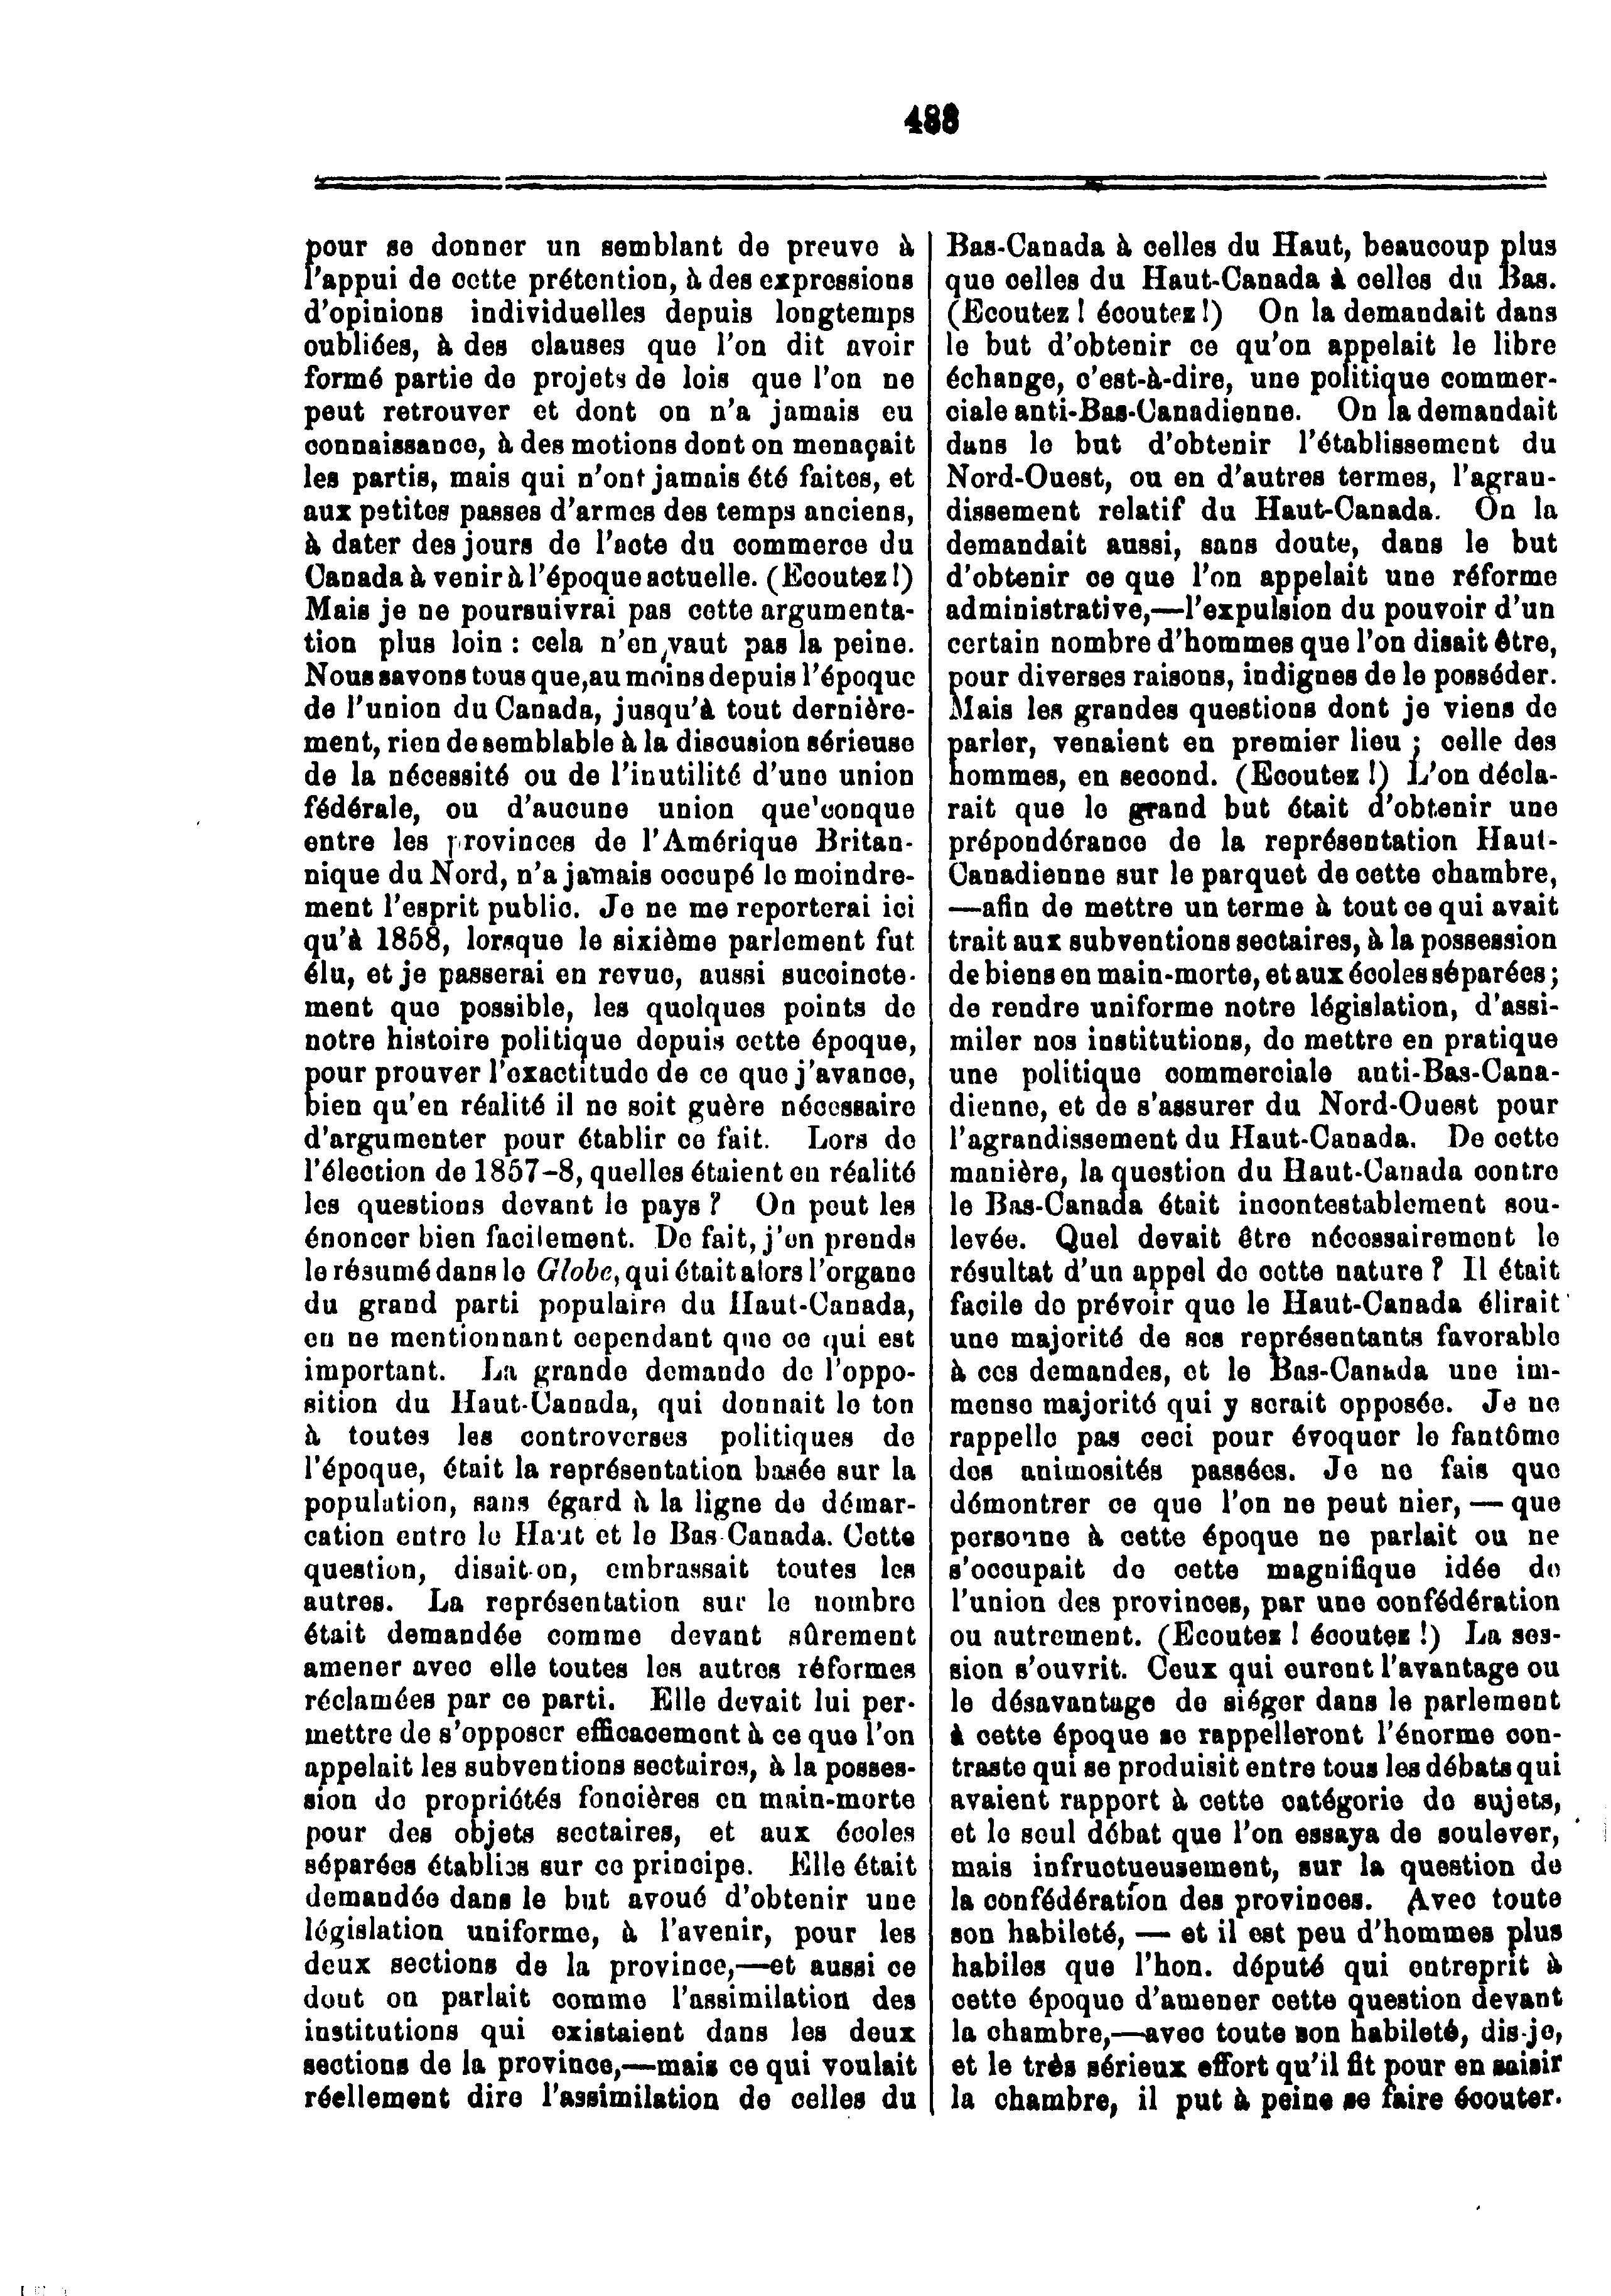 488
pour se donner un semblant de preuve à
l'appui de cette prétention, à des expressions
d'opinions individuelles depuis longtemps
oubliées, à des clauses que l'on dit avoir
formé partie de projets de lois que l'on ne
peut retrouver et dont on n'a jamais eu
connaissance, à des motions dont on menaçait
les partis, mais qui n'ont jamais été faites, et
aux petites passes d'armes des temps anciens,
à dater des jours de l'acte du commerce du
Canada à venir à l'époque actuelle. (Ecoutez!)
Mais je ne poursuivrai pas cette argumenta-
tion plus loin : cela n'en vaut pas la peine.
Nous savons tous que, au moins depuis l'époque
de l'union du Canada, jusqu'à tout dernière-
ment, rien de semblable à la discusion sérieuse
de la nécessité ou de l'inutilité d'une union
fédérale, ou d'aucune union quelconque
entre les provinces de l'Amérique Britan-
nique du Nord, n'a jamais occupé le moindre-
ment l'esprit public. Je ne me reporterai ici
qu'à 1858, lorsque le sixième parlement fut
élu, et je passerai en revue, aussi succincte-
ment que possible, les quelques points de
notre histoire politique depuis cette époque,
pour prouver l'exactitude de ce que j'avance,
bien qu'en réalité il ne soit guère nécessaire
d'argumenter pour établir ce fait. Lors de
l'élection de 1857-8, quelles étaient en réalité
les questions devant le pays ? On peut les
énoncer bien facilement. De fait, j'en prends
le résumé dans le Globe, qui était alors l'organe
du grand parti populaire du Haut-Canada,
en ne mentionnant cependant que ce qui est
important. La grande demande de l'oppo-
sition du Haut-Canada, qui donnait le ton
à toutes les controverses politiques de
l'époque, était la représentation basée sur la
population, sans égard à la ligne de démar-
cation entre le Haut et le Bas-Canada. Cette
question, disait-on, embrassait toutes les
autres. La représentation sur le nombre
était demandée comme devant sûrement
amener avec elle toutes les autres réformes
réclamées par ce parti. Elle devait lui per-
mettre de s'opposer efficacement à ce que l'on
appelait les subventions sectaires, à la posses-
sion de propriétés foncières en main-morte
pour des objets sectaires, et aux écoles
séparées établies sur ce principe. Elle était
demandée dans le but avoué d'obtenir une
législation uniforme, à l'avenir, pour les
deux sections de la province,—et aussi ce
dont on parlait comme l'assimilation des
institutions qui existaient dans les deux
sections de la province,—mais ce qui voulait
réellement dire l'assimilation de celles du
Bas-Canada à celles du Haut, beaucoup plus
que celles du Haut-Canada à celles du Bas.
(Ecoutez ! écoutez !) On la demandait dans
le but d'obtenir ce qu'on appelait le libre
échange, c'est-à-dire, une politique commer-
ciale anti-Bas-Canadienne. On la demandait
dans le but d'obtenir l'établissement du
Nord-Ouest, ou en d'autres termes, l'agran-
dissement relatif du Haut-Canada. On la
demandait aussi, sans doute, dans le but
d'obtenir ce que l'on appelait une réforme
administrative,—l'expulsion du pouvoir d'un
certain nombre d'hommes que l'on disait être,
pour diverses raisons, indignes de le posséder.
Mais les grandes questions dont je viens de
parler, venaient en premier lieu ; celle des
hommes, en second. (Ecoutez !) L'on décla-
rait que le grand but était d'obtenir une
prépondérance de la représentation Haut-
Canadienne sur le parquet de cette chambre,
—afin de mettre un terme à tout ce qui avait
trait aux subventions sectaires, à la possession
de biens en main-morte, et aux écoles séparées ;
de rendre uniforme notre législation, d'assi-
miler nos institutions, de mettre en pratique
une politique commerciale anti-Bas-Cana-
dienne, et de s'assurer du Nord-Ouest pour
l'agrandissement du Haut-Canada. De cette
manière, la question du Haut-Canada contre
le Bas-Canada était incontestablement sou-
levée. Quel devait être nécessairement le
résultat d'un appel de cette nature ? Il était
facile de prévoir que le Haut-Canada élirait
une majorité de ses représentants favorable
à ces demandes, et le Bas-Canada une im-
mense majorité qui y serait opposée. Je ne
rappelle pas ceci pour évoquer le fantôme
des animosités passées. Je ne fais que
démontrer ce que l'on ne peut nier, — que
personne à cette époque ne parlait ou ne
s'occupait de cette magnifique idée de
l'union des provinces, par une confédération
ou autrement. (Ecoutez ! écoutez !) La ses-
sion s'ouvrit. Ceux qui eurent l'avantage ou
le désavantage de siéger dans le parlement
à cette époque se rappelleront l'énorme con-
traste qui se produisit entre tous les débats qui
avaient rapport à cette catégorie de sujets,
et le seul débat que l'on essaya de soulever,
mais infructueusement, sur la question de
la confédération des provinces. Avec toute
son habileté, — et il est peu d'hommes plus
habiles que l'hon. député qui entreprit à
cette époque d'amener cette question devant
la chambre,—avec toute son habileté, dis-je,
et le très sérieux effort qu'il fit pour en saisir
la chambre, il put à peine se faire écouter.